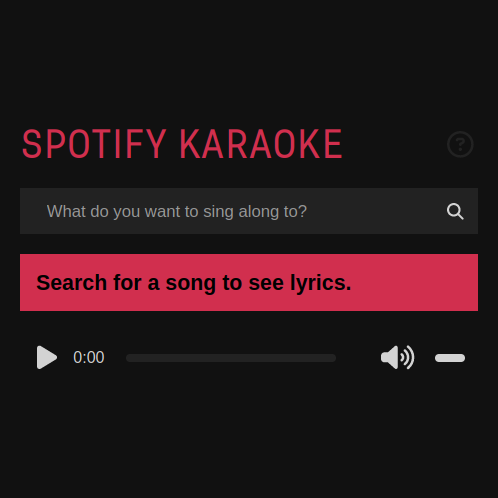 SPOTIFY KARAOKE
?
What do you want to sing along to?
Search for a song to see lyrics.
0:00